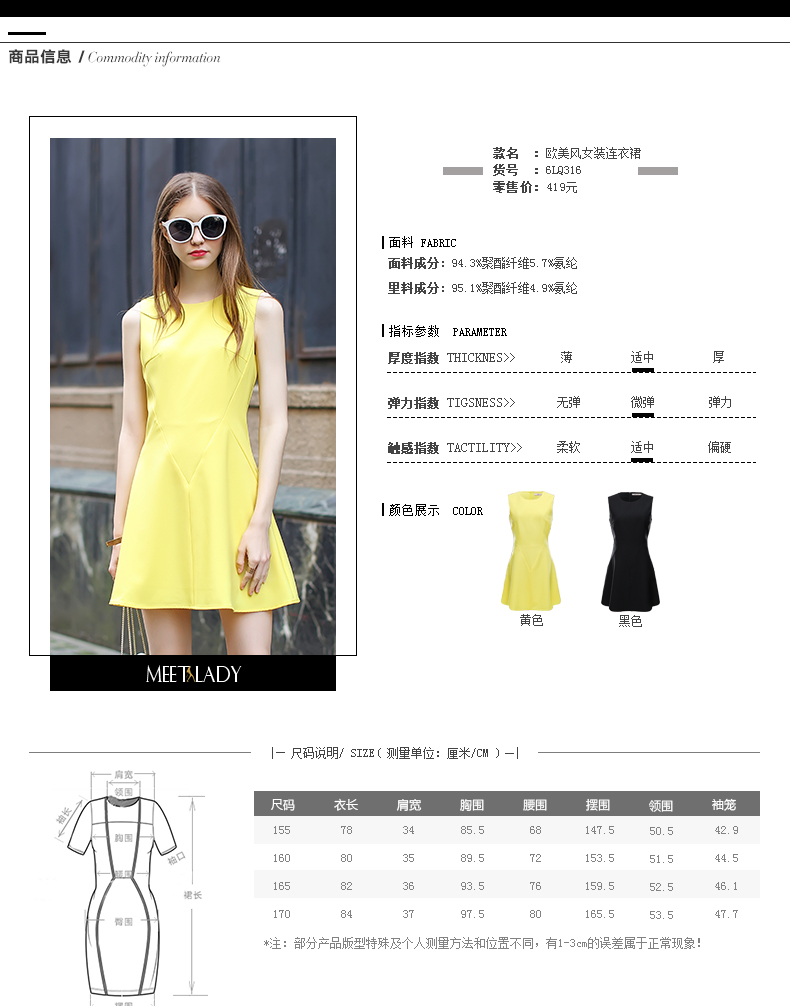 商品信息 / Commodity information
款名 : 欧美风女装连衣裙
货号 : 6LQ316
零售价: 419元
面料 FABRIC
面料成分: 94.3%聚酯纤维5.7%氨纶
里料成分: 95.1%聚酯纤维4.9%氨纶
指标参数 PARAMETER
厚度指数 THICKNES>> 薄 适中 厚
弹力指数 TIGSNESS>> 无弹 微弹 弹力
触感指数 TACTILITY>> 柔软 适中 偏硬
颜色展示 COLOR
黄色 黑色
MEET LADY
|— 尺码说明/ SIZE( 测量单位: 厘米/CM ) —|
肩宽
领围
袖长
胸围
袖口
腰围
裙长
臀围
摆围
尺码 衣长 肩宽 胸围 腰围 摆围 领围 袖笼
155 78 34 85.5 68 147.5 50.5 42.9
160 80 35 89.5 72 153.5 51.5 44.5
165 82 36 93.5 76 159.5 52.5 46.1
170 84 37 97.5 80 165.5 53.5 47.7
*注: 部分产品版型特殊及个人测量方法和位置不同, 有1-3cm的误差属于正常现象!